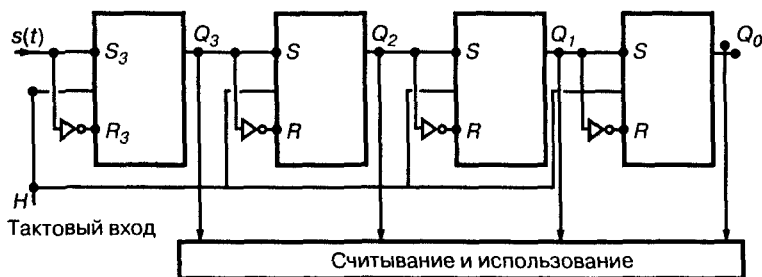 s(t) S₃ Q₃ S Q₂ S Q₁ S Q₀
R₃ R R R
H
Тактовый вход
Считывание и использование